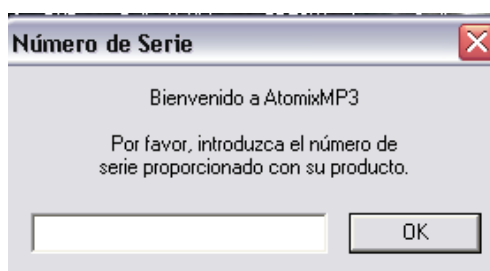 Número de Serie
Bienvenido a AtomixMP3
Por favor, introduzca el número de
serie proporcionado con su producto.
OK